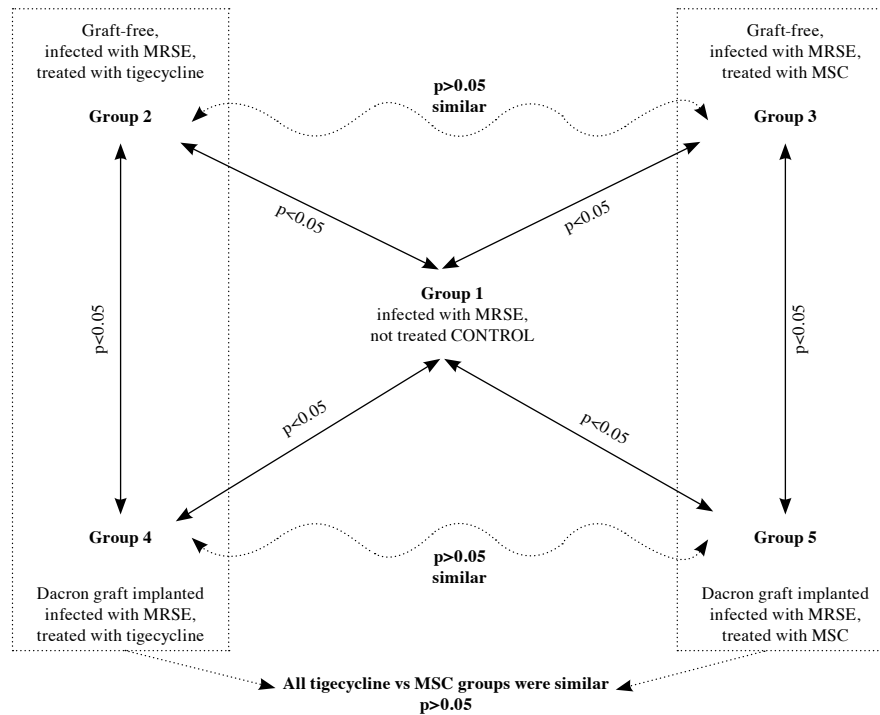 Graft-free,
infected with MRSE,
treated with tigecycline
Group 2
p>0.05
similar
Graft-free,
infected with MRSE,
treated with MSC
Group 3
p<0.05
p<0.05
p<0.05
Group 1
infected with MRSE,
not treated CONTROL
p<0.05
p<0.05
p<0.05
Group 4
Dacron graft implanted
infected with MRSE,
treated with tigecycline
p>0.05
similar
Group 5
Dacron graft implanted
infected with MRSE,
treated with MSC
All tigecycline vs MSC groups were similar
p>0.05